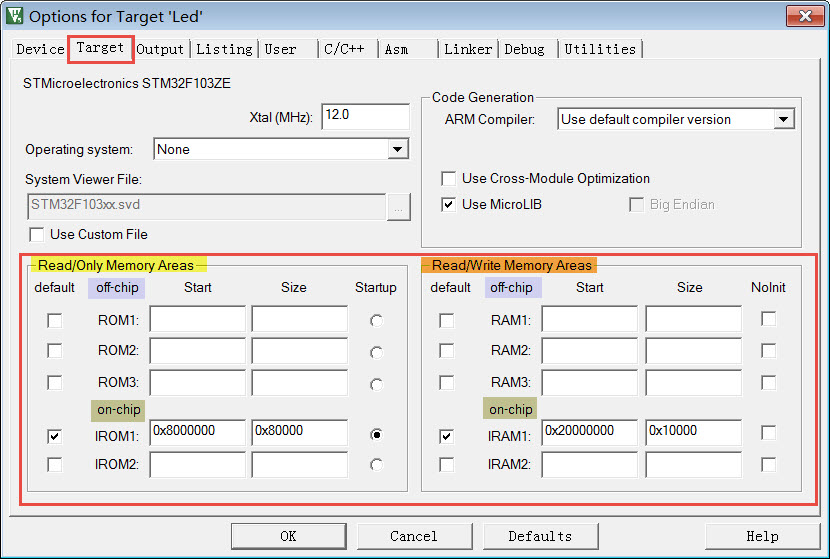 Options for Target 'Led'
Device Target Output Listing User C/C++ Asm Linker Debug Utilities
STMicroelectronics STM32F103ZE
Xtal (MHz): 12.0
Operating system: None
System Viewer File:
STM32F103xx.svd ...
Use Custom File
Code Generation
ARM Compiler: Use default compiler version
Use Cross-Module Optimization
Use MicroLIB Big Endian
Read/Only Memory Areas
default off-chip Start Size Startup
ROM1:
ROM2:
ROM3:
on-chip
IROM1: 0x8000000 0x80000
IROM2:
Read/Write Memory Areas
default off-chip Start Size NoInit
RAM1:
RAM2:
RAM3:
on-chip
IRAM1: 0x20000000 0x10000
IRAM2:
OK Cancel Defaults Help